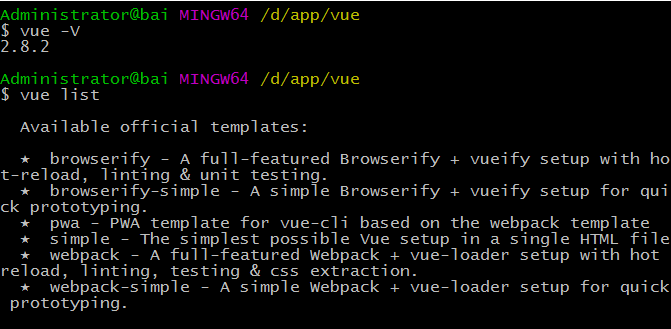 Administrator@bai MINGW64 /d/app/vue
$ vue -V
2.8.2
Administrator@bai MINGW64 /d/app/vue
$ vue list
Available official templates:
★ browserify - A full-featured Browserify + vueify setup with ho
t-reload, linting & unit testing.
★ browserify-simple - A simple Browserify + vueify setup for qui
ck prototyping.
★ pwa - PWA template for vue-cli based on the webpack template
★ simple - The simplest possible Vue setup in a single HTML file
★ webpack - A full-featured Webpack + vue-loader setup with hot
reload, linting, testing & css extraction.
★ webpack-simple - A simple Webpack + vue-loader setup for quick
prototyping.